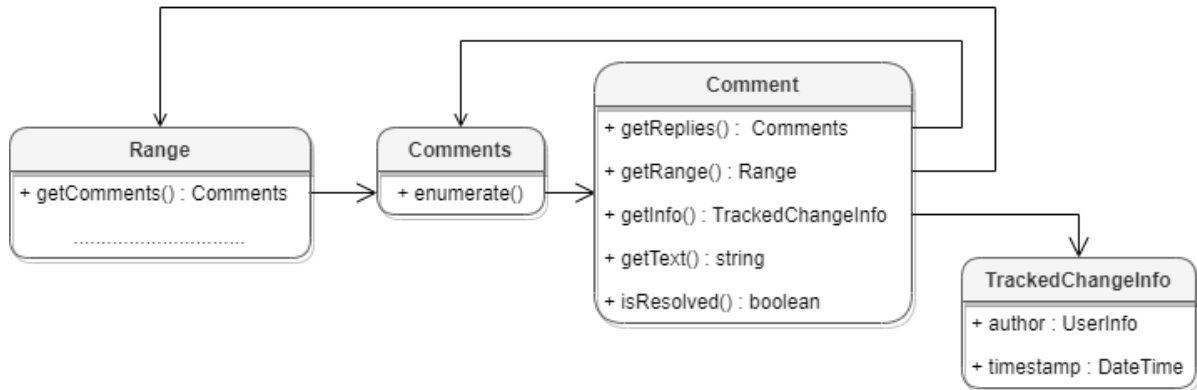 Range
+ getComments() : Comments
..............................
Comments
+ enumerate()
Comment
+ getReplies() : Comments
+ getRange() : Range
+ getInfo() : TrackedChangeInfo
+ getText() : string
+ isResolved() : boolean
TrackedChangeInfo
+ author : UserInfo
+ timestamp : DateTime